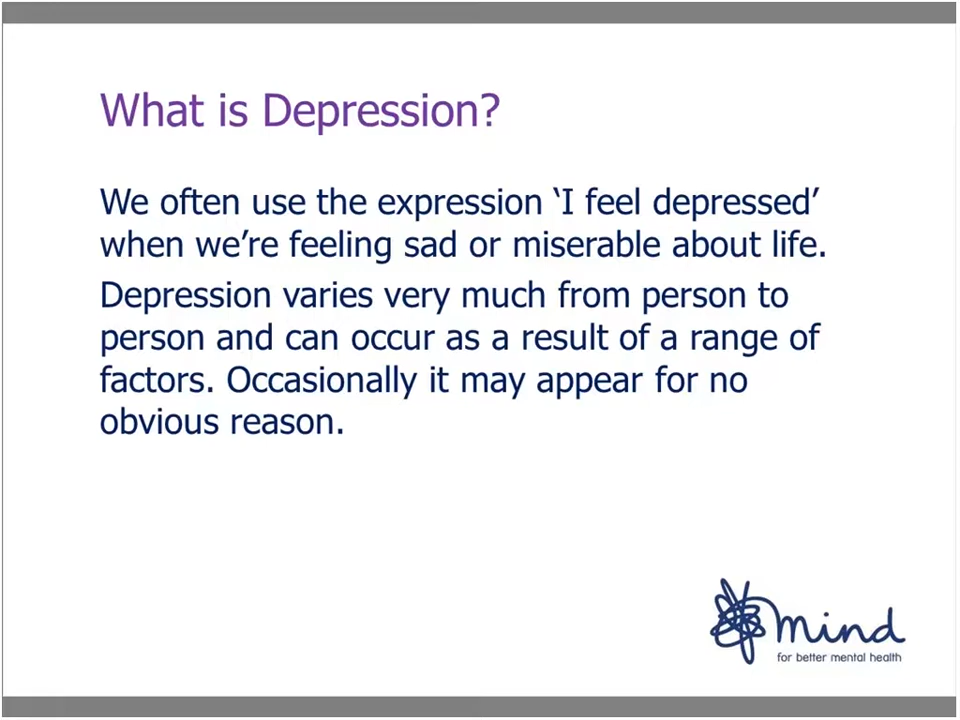 What is Depression?
We often use the expression ‘I feel depressed’
when we’re feeling sad or miserable about life.
Depression varies very much from person to
person and can occur as a result of a range of
factors. Occasionally it may appear for no
obvious reason.
mind
for better mental health